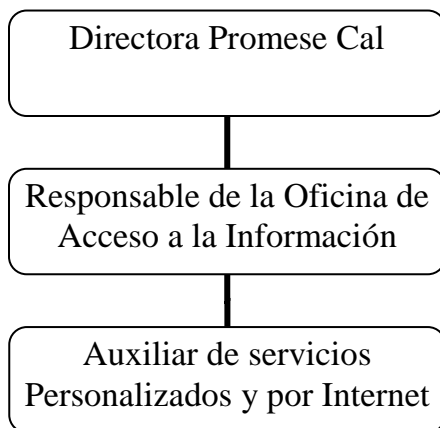 Directora Promese Cal
Responsable de la Oficina de
Acceso a la Información
Auxiliar de servicios
Personalizados y por Internet